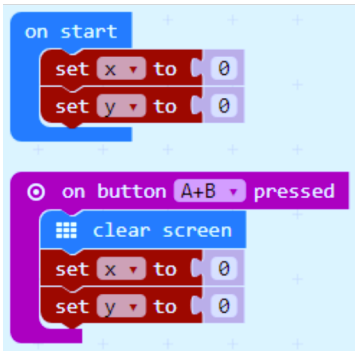 on start
set x to 0
set y to 0
on button A+B pressed
clear screen
set x to 0
set y to 0